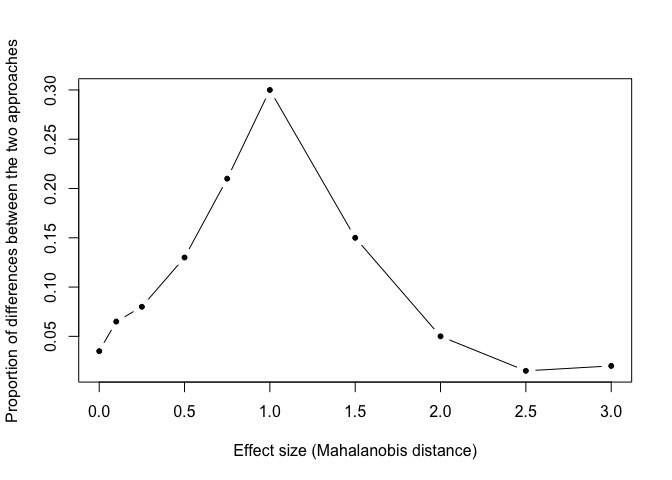 Proportion of differences between the two approaches
0.30
0.25
0.20
0.15
0.10
0.05
0.0 0.5 1.0 1.5 2.0 2.5 3.0
Effect size (Mahalanobis distance)